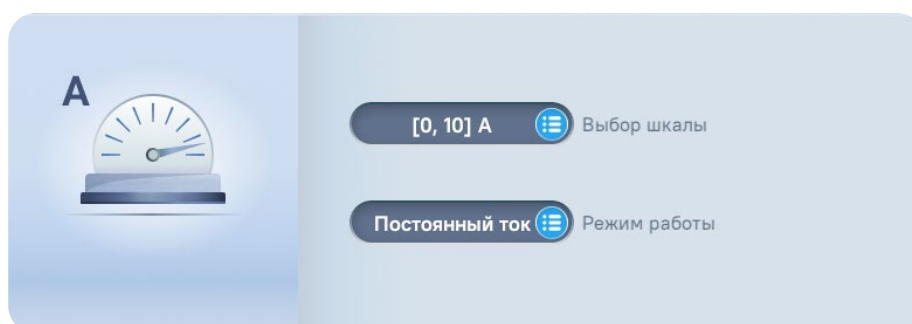 А
[0, 10] А
Выбор шкалы
Постоянный ток
Режим работы